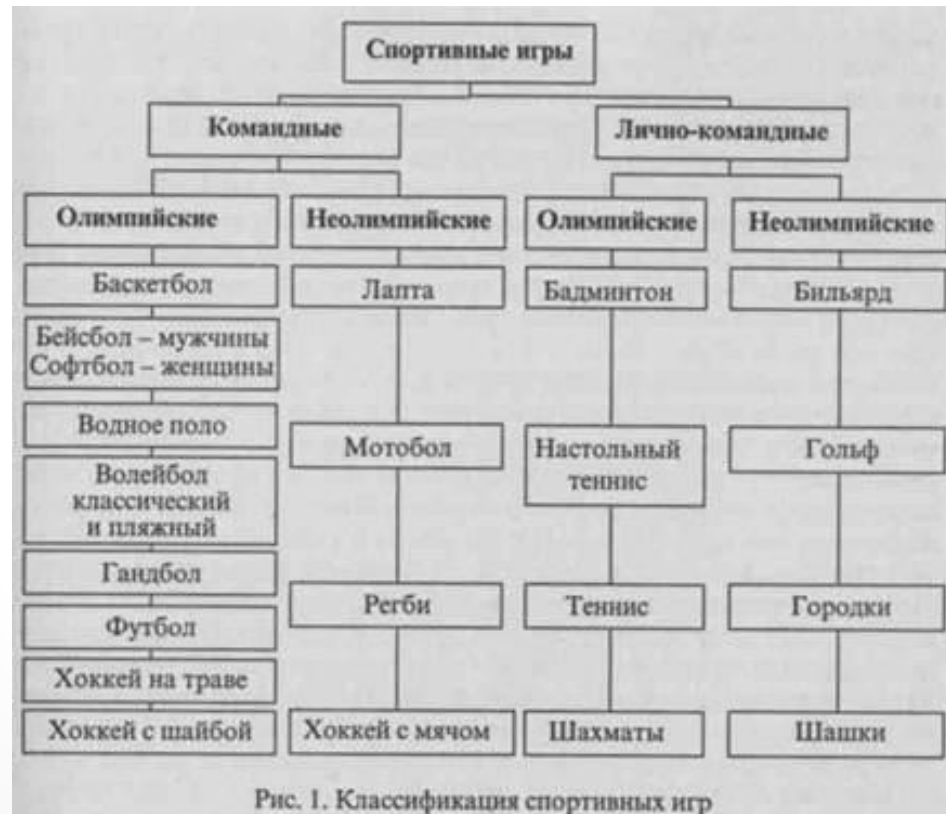 Спортивные игры
Командные
Лично-командные
Олимпийские
Неолимпийские
Олимпийские
Неолимпийские
Баскетбол
Лапта
Бадминтон
Бильярд
Бейсбол – мужчины
Софтбол – женщины
Водное поло
Мотобол
Настольный
теннис
Гольф
Волейбол
классический
и пляжный
Гандбол
Футбол
Регби
Теннис
Городки
Хоккей на траве
Хоккей с шайбой
Хоккей с мячом
Шахматы
Шашки
Рис. 1. Классификация спортивных игр